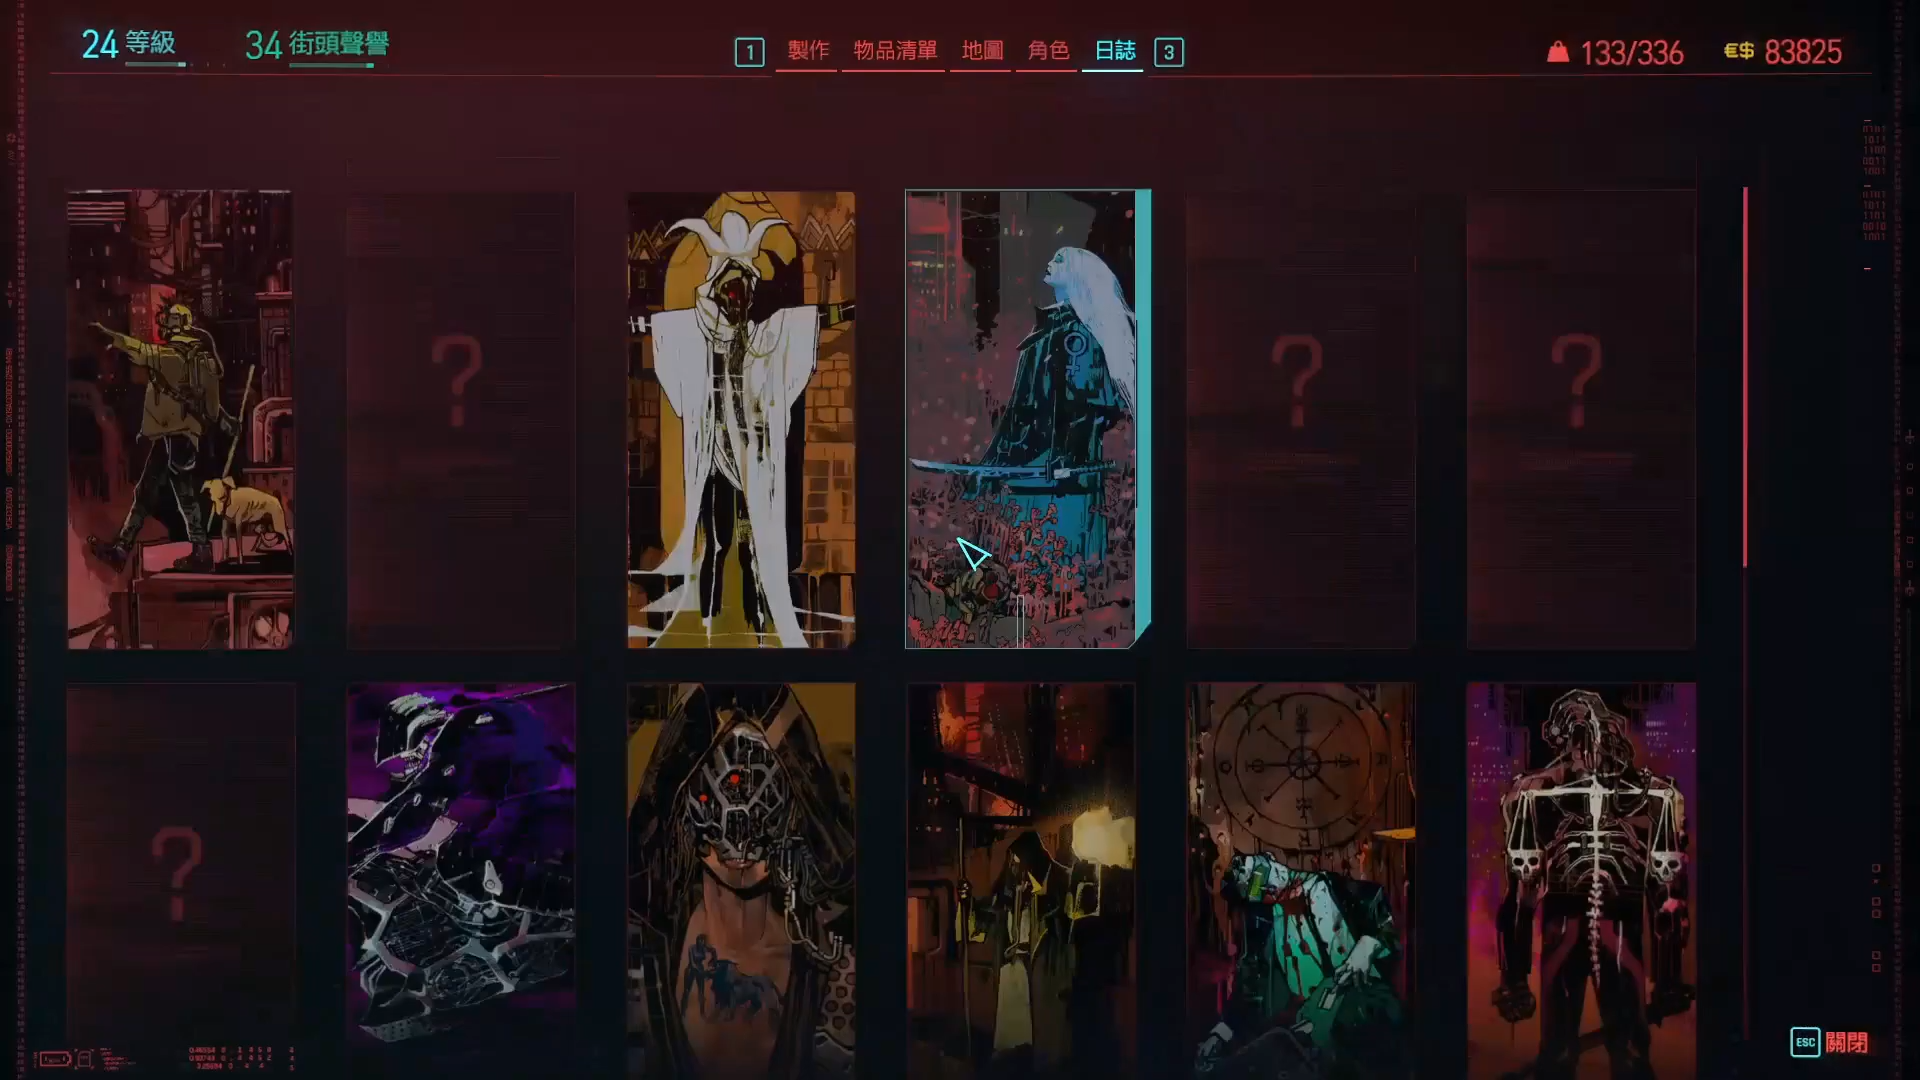 24 等級
34 街頭聲譽
1 製作 物品清單 地圖 角色 日誌 3
133/336
€$ 83825
?
?
?
?
ESC 關閉